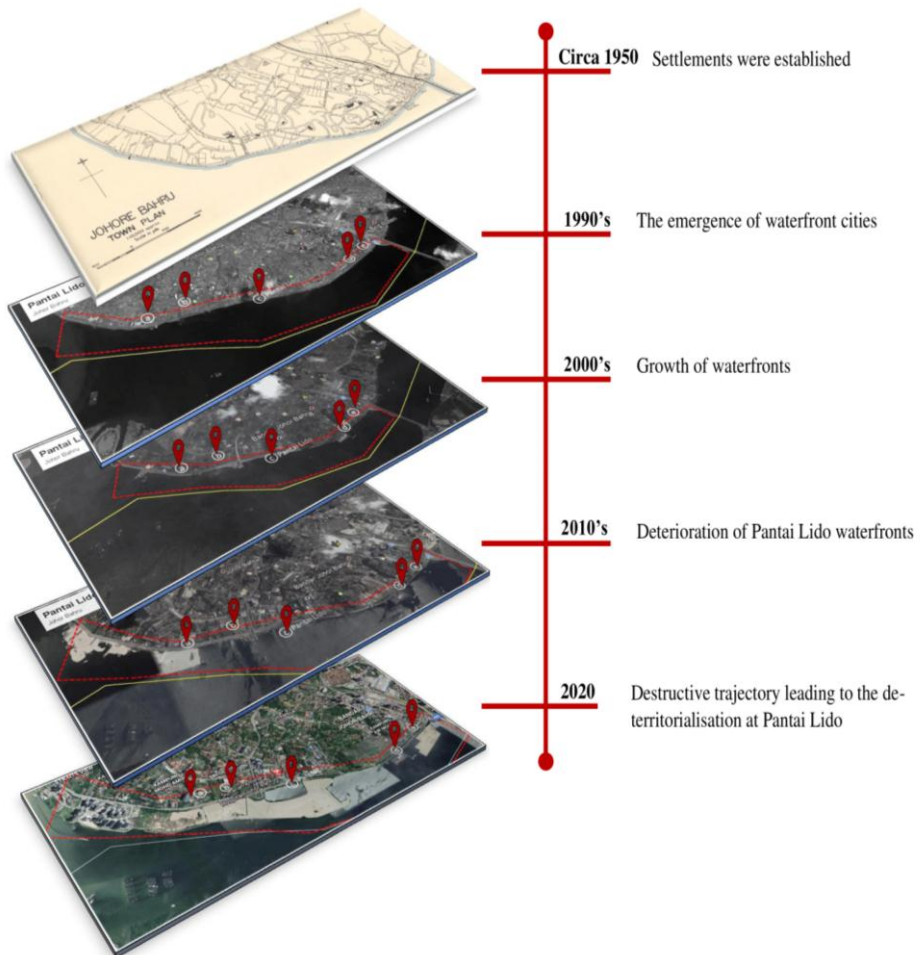 Circa 1950 Settlements were established
JOHORE BAHRU
TOWN PLAN
1990's The emergence of waterfront cities
Pantai Lido
Johor Bahru
2000's Growth of waterfronts
Pantai L
Johor Bahru
2010's Deterioration of Pantai Lido waterfronts
Pantai Lido
Johor Bahru
2020 Destructive trajectory leading to the de-
territorialisation at Pantai Lido